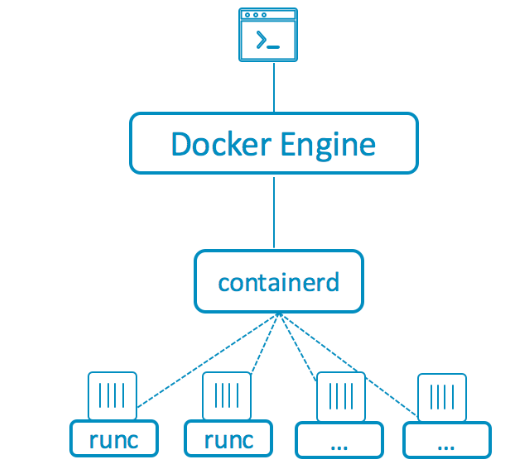 Docker Engine
containerd
runc
runc
...
...